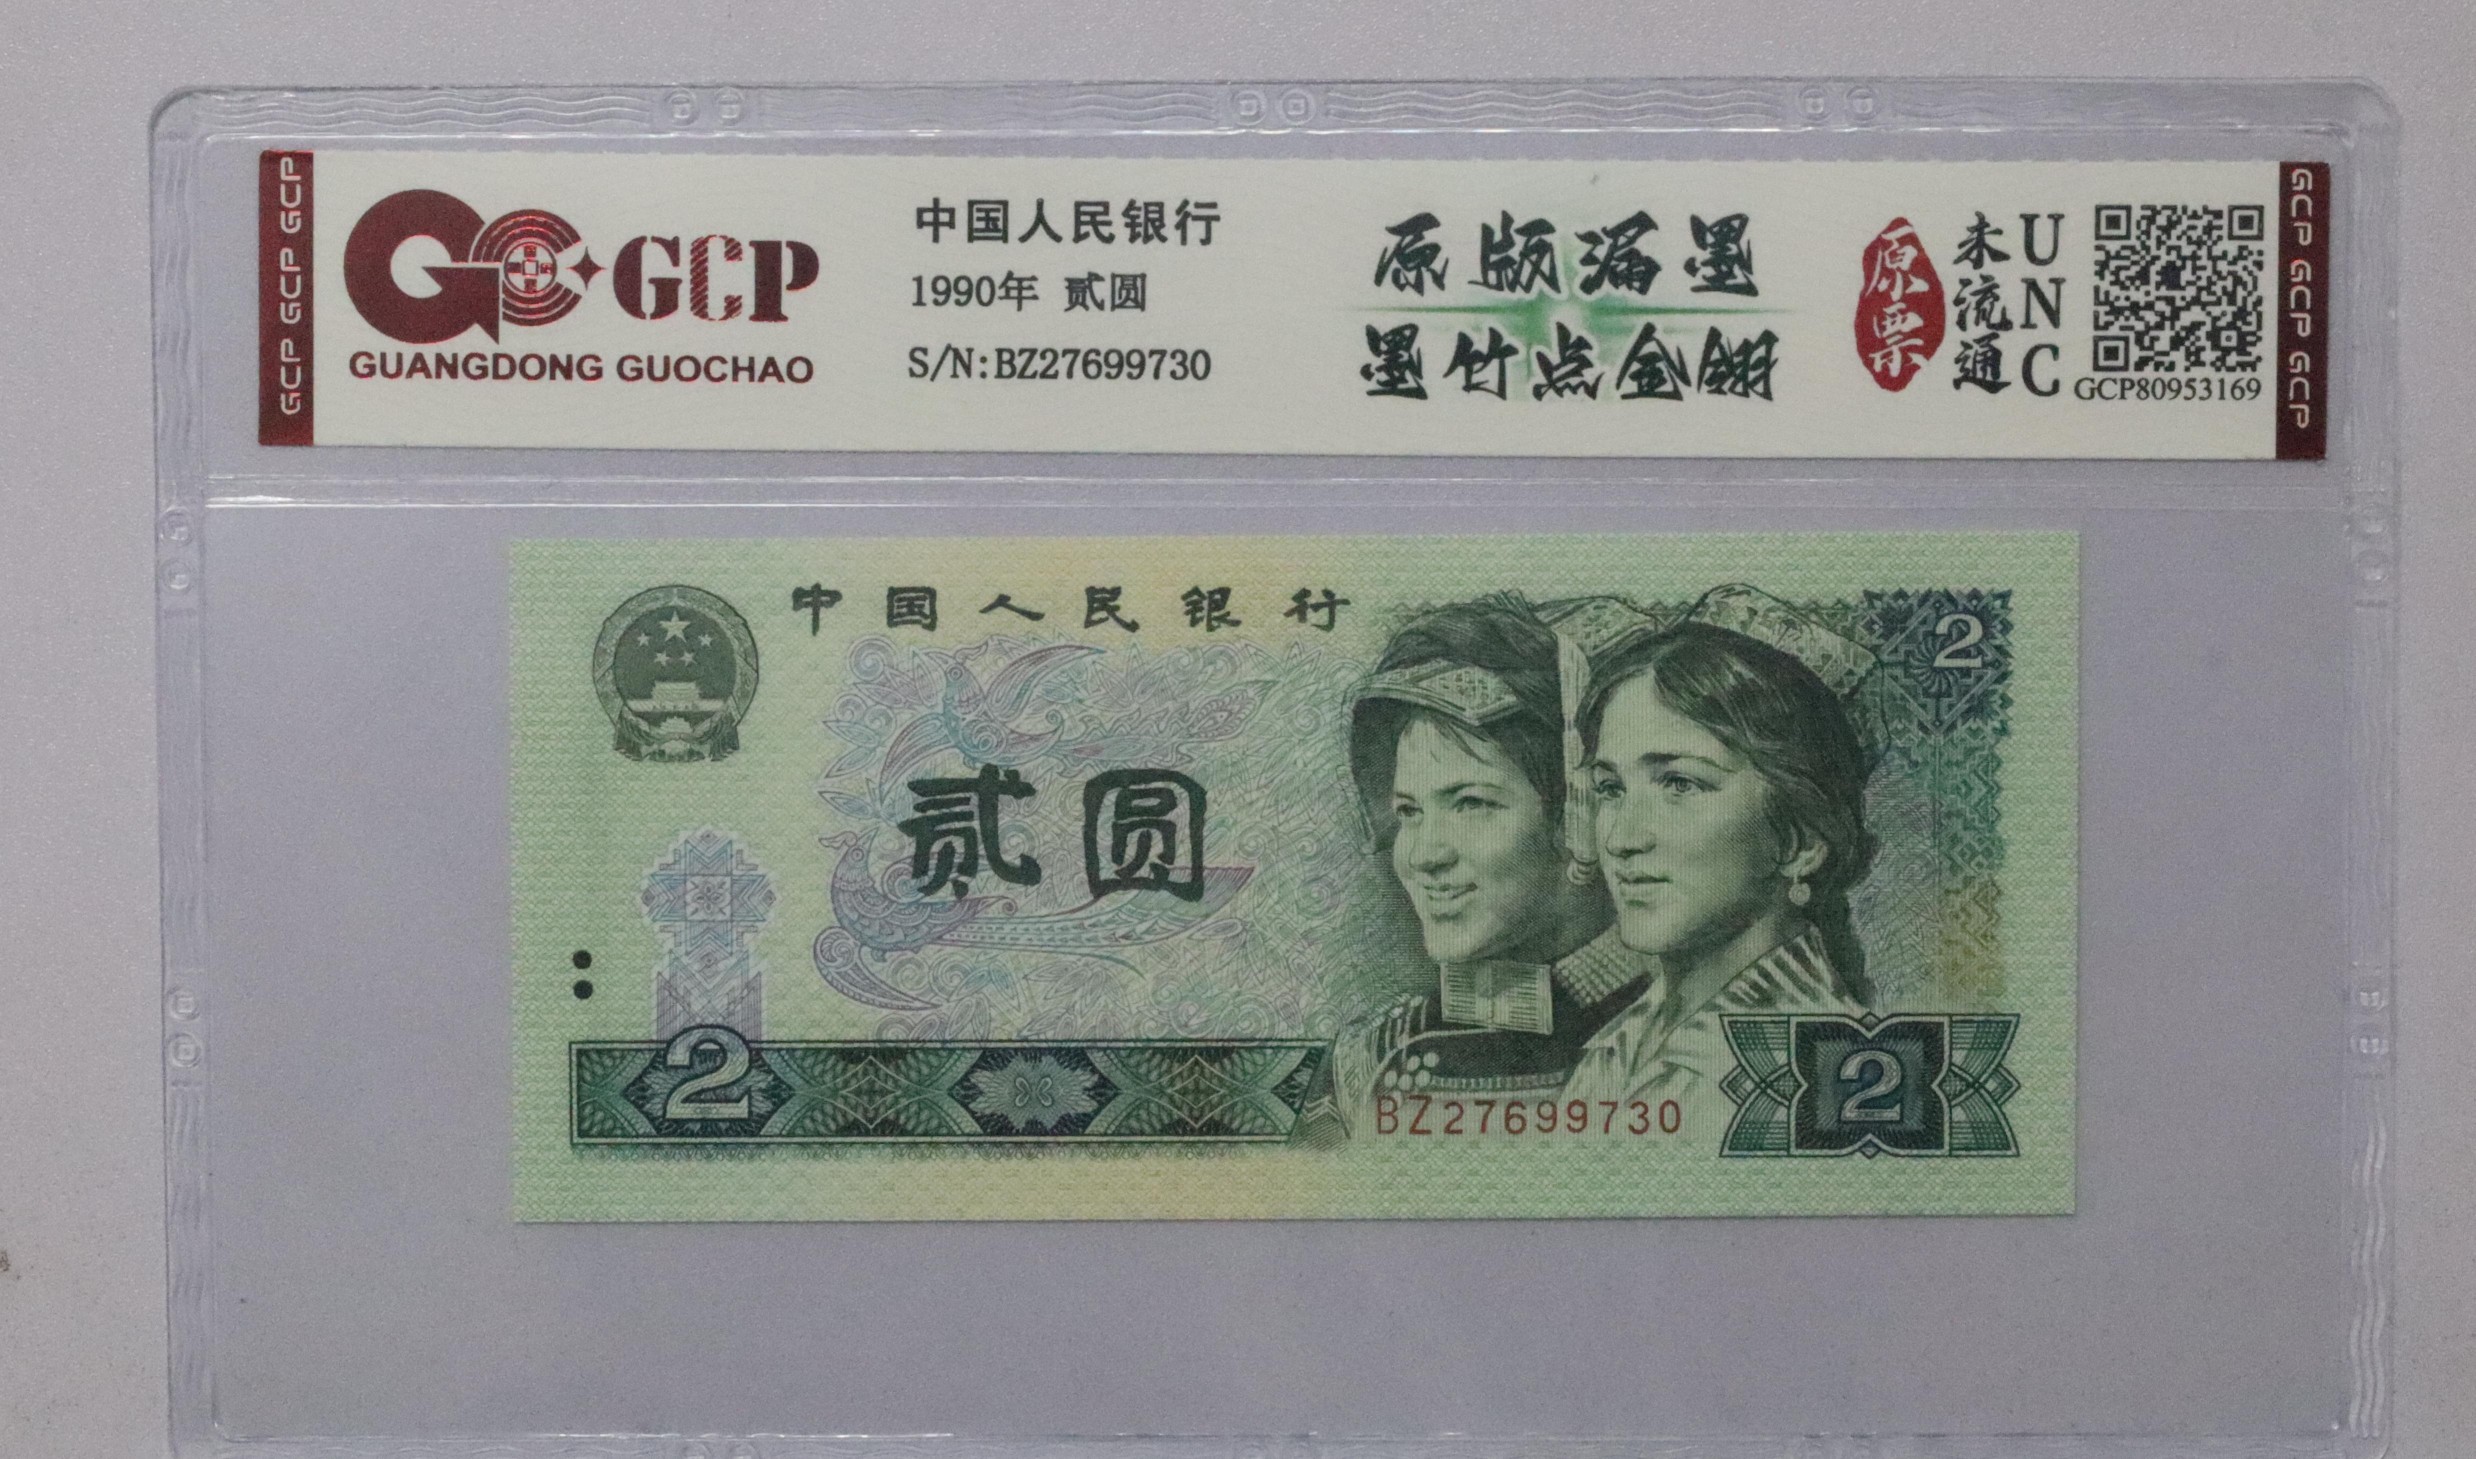 GCP GCP GCP
GCP
GUANGDONG GUOCHAO
中国人民银行
1990年 贰圆
S/N:BZ27699730
原版漏墨
墨竹点金翎
原票
未流通
UNC
GCP80953169
GCP GCP GCP
中国人民银行
2
贰圆
2
BZ27699730
2